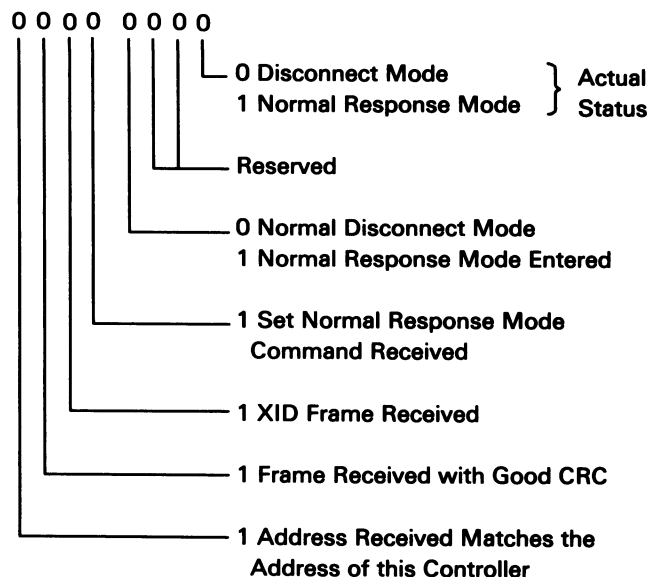 0 0 0 0 0 0 0 0
0 Disconnect Mode
1 Normal Response Mode
} Actual
Status
Reserved
0 Normal Disconnect Mode
1 Normal Response Mode Entered
1 Set Normal Response Mode
Command Received
1 XID Frame Received
1 Frame Received with Good CRC
1 Address Received Matches the
Address of this Controller